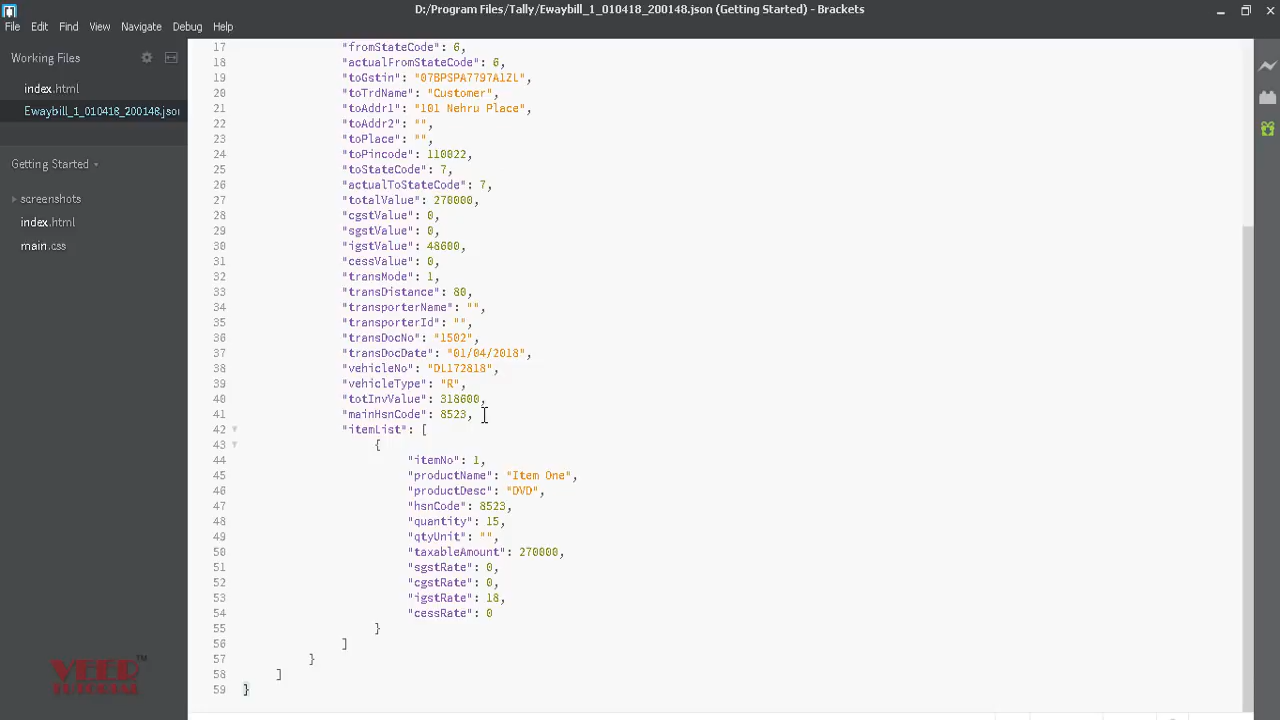 D:/Program Files/Tally/Ewaybill_1_010418_200148.json (Getting Started) - Brackets
File Edit Find View Navigate Debug Help
Working Files
index.html
Ewaybill_1_010418_200148.json
Getting Started
screenshots
index.html
main.css
17 "fromStateCode": 6,
18 "actualFromStateCode": 6,
19 "toGstin": "07BPSPA7797A1ZL",
20 "toTrdName": "Customer",
21 "toAddr1": "101 Nehru Place",
22 "toAddr2": "",
23 "toPlace": "",
24 "toPincode": 110022,
25 "toStateCode": 7,
26 "actualToStateCode": 7,
27 "totalValue": 270000,
28 "cgstValue": 0,
29 "sgstValue": 0,
30 "igstValue": 48600,
31 "cessValue": 0,
32 "transMode": 1,
33 "transDistance": 80,
34 "transporterName": "",
35 "transporterId": "",
36 "transDocNo": "1502",
37 "transDocDate": "01/04/2018",
38 "vehicleNo": "DL172818",
39 "vehicleType": "R",
40 "totInvValue": 318600,
41 "mainHsnCode": 8523,
42 "itemList": [
43 {
44 "itemNo": 1,
45 "productName": "Item One",
46 "productDesc": "DVD",
47 "hsnCode": 8523,
48 "quantity": 15,
49 "qtyUnit": "",
50 "taxableAmount": 270000,
51 "sgstRate": 0,
52 "cgstRate": 0,
53 "igstRate": 18,
54 "cessRate": 0
55 }
56 ]
57 }
58 ]
59 }